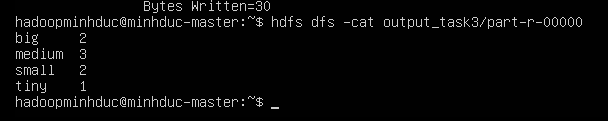 Bytes Written=30
hadoopminhduc@minhduc-master:~$ hdfs dfs -cat output_task3/part-r-00000
big	2
medium	3
small	2
tiny	1
hadoopminhduc@minhduc-master:~$ _